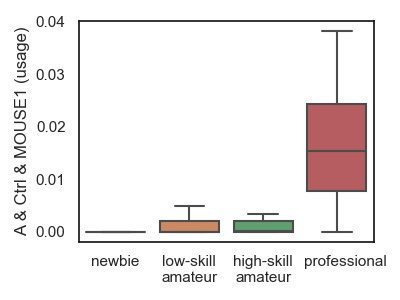 A & Ctrl & MOUSE1 (usage)
0.04
0.03
0.02
0.01
0.00
newbie
low-skill
amateur
high-skill
amateur
professional